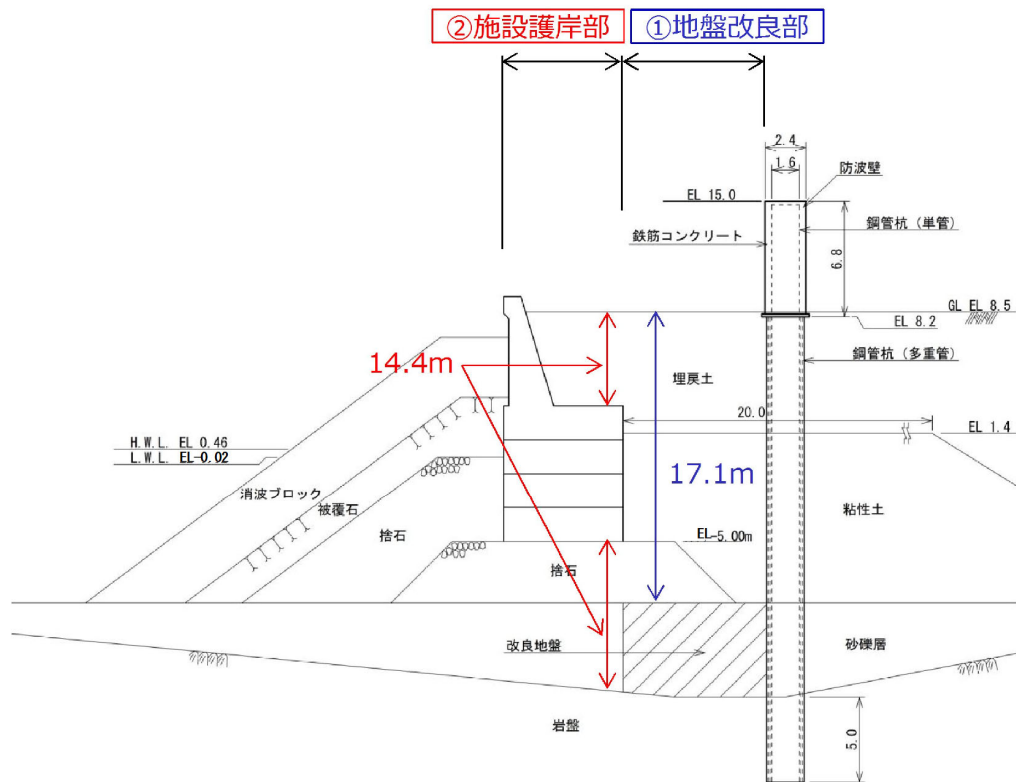 ②施設護岸部
①地盤改良部
2.4
1.6
防波壁
EL 15.0
鋼管杭（単管）
鉄筋コンクリート
6.8
GL EL 8.5
EL 8.2
14.4m
鋼管杭（多重管）
埋戻土
20.0
EL 1.4
H.W.L. EL 0.46
L.W.L. EL-0.02
17.1m
消波ブロック
被覆石
捨石
粘性土
EL-5.00m
捨石
改良地盤
砂礫層
岩盤
5.0